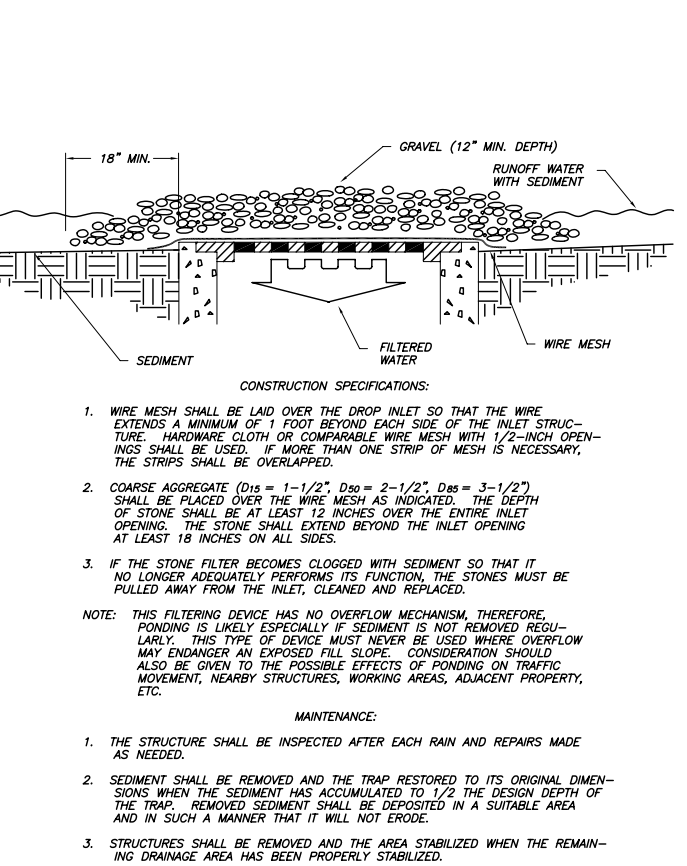 GRAVEL (12" MIN. DEPTH)
18" MIN.
RUNOFF WATER
WITH SEDIMENT
WIRE MESH
FILTERED
WATER
SEDIMENT
CONSTRUCTION SPECIFICATIONS:
1. WIRE MESH SHALL BE LAID OVER THE DROP INLET SO THAT THE WIRE
EXTENDS A MINIMUM OF 1 FOOT BEYOND EACH SIDE OF THE INLET STRUC-
TURE. HARDWARE CLOTH OR COMPARABLE WIRE MESH WITH 1/2-INCH OPEN-
INGS SHALL BE USED. IF MORE THAN ONE STRIP OF MESH IS NECESSARY,
THE STRIPS SHALL BE OVERLAPPED.
2. COARSE AGGREGATE (D15 = 1-1/2", D50 = 2-1/2", D85 = 3-1/2")
SHALL BE PLACED OVER THE WIRE MESH AS INDICATED. THE DEPTH
OF STONE SHALL BE AT LEAST 12 INCHES OVER THE ENTIRE INLET
OPENING. THE STONE SHALL EXTEND BEYOND THE INLET OPENING
AT LEAST 18 INCHES ON ALL SIDES.
3. IF THE STONE FILTER BECOMES CLOGGED WITH SEDIMENT SO THAT IT
NO LONGER ADEQUATELY PERFORMS ITS FUNCTION, THE STONES MUST BE
PULLED AWAY FROM THE INLET, CLEANED AND REPLACED.
NOTE: THIS FILTERING DEVICE HAS NO OVERFLOW MECHANISM, THEREFORE,
PONDING IS LIKELY ESPECIALLY IF SEDIMENT IS NOT REMOVED REGU-
LARLY. THIS TYPE OF DEVICE MUST NEVER BE USED WHERE OVERFLOW
MAY ENDANGER AN EXPOSED FILL SLOPE. CONSIDERATION SHOULD
ALSO BE GIVEN TO THE POSSIBLE EFFECTS OF PONDING ON TRAFFIC
MOVEMENT, NEARBY STRUCTURES, WORKING AREAS, ADJACENT PROPERTY,
ETC.
MAINTENANCE:
1. THE STRUCTURE SHALL BE INSPECTED AFTER EACH RAIN AND REPAIRS MADE
AS NEEDED.
2. SEDIMENT SHALL BE REMOVED AND THE TRAP RESTORED TO ITS ORIGINAL DIMEN-
SIONS WHEN THE SEDIMENT HAS ACCUMULATED TO 1/2 THE DESIGN DEPTH OF
THE TRAP. REMOVED SEDIMENT SHALL BE DEPOSITED IN A SUITABLE AREA
AND IN SUCH A MANNER THAT IT WILL NOT ERODE.
3. STRUCTURES SHALL BE REMOVED AND THE AREA STABILIZED WHEN THE REMAIN-
ING DRAINAGE AREA HAS BEEN PROPERLY STABILIZED.